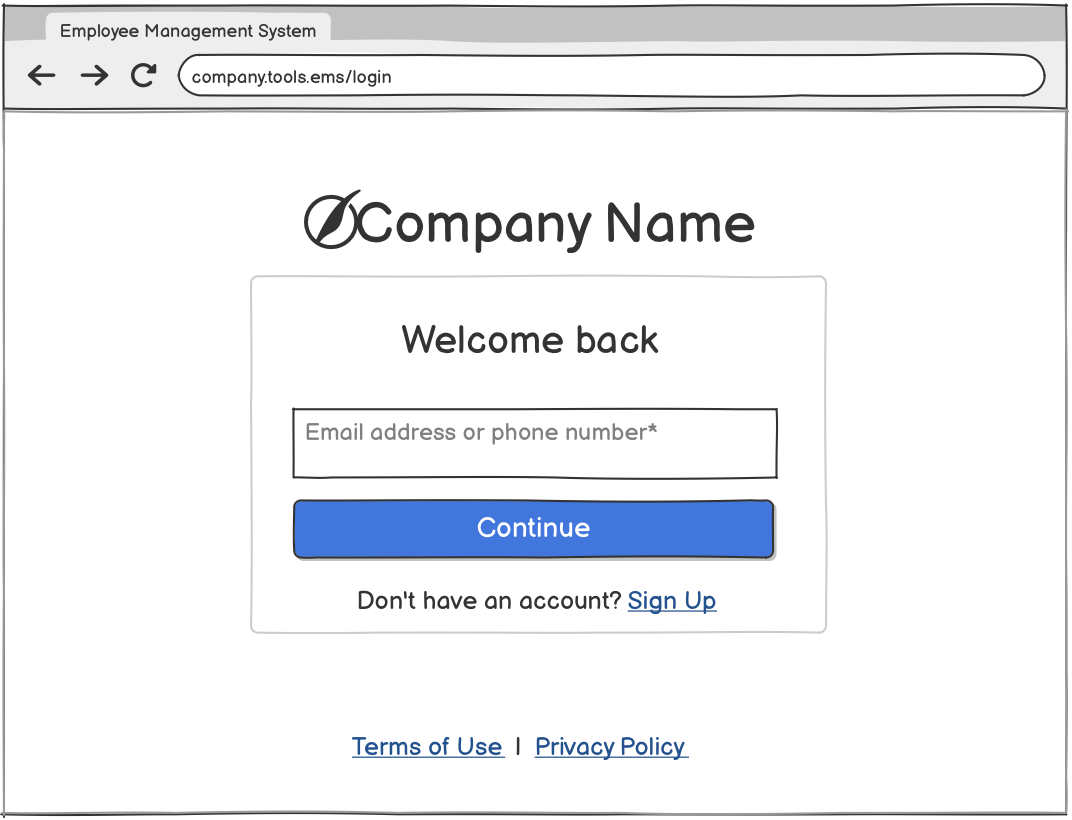 Employee Management System
company.tools.ems/login
Company Name
Welcome back
Email address or phone number*
Continue
Don't have an account? Sign Up
Terms of Use | Privacy Policy